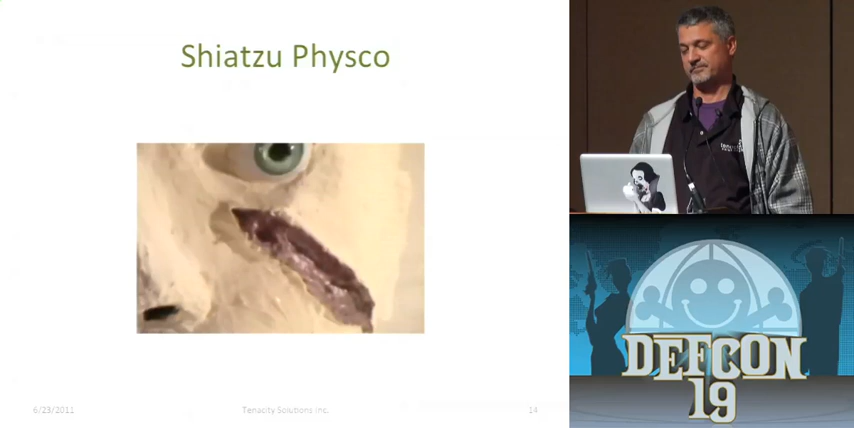 Shiatzu Physco
6/23/2011
Tenacity Solutions Inc.
14
DEFCON
19